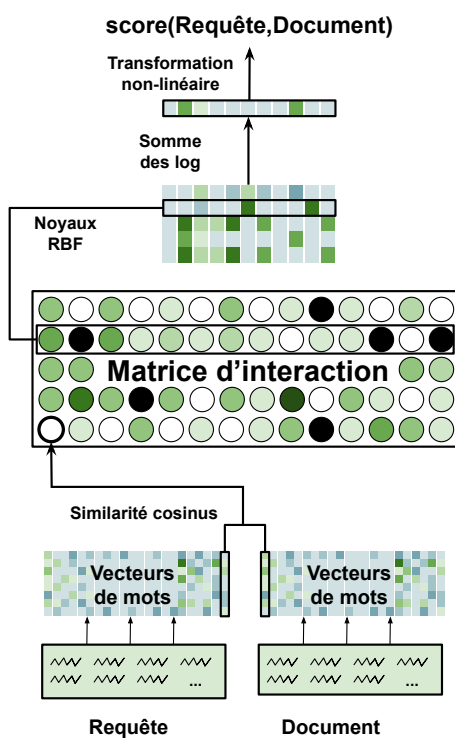 score(Requête,Document)
Transformation
non-linéaire
Somme
des log
Noyaux
RBF
Matrice d'interaction
Similarité cosinus
Vecteurs
de mots
Vecteurs
de mots
...
...
Requête
Document